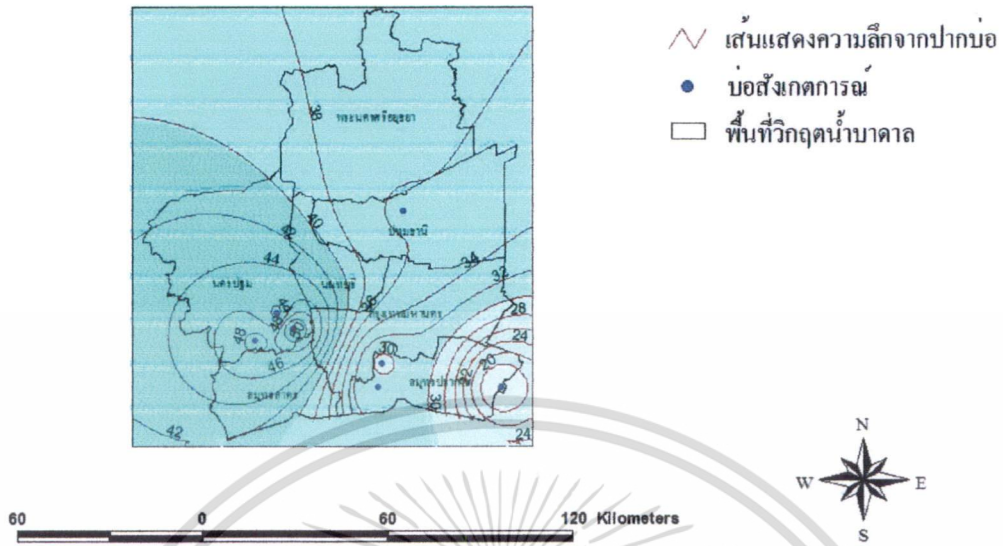 เส้นแสดงความลึกจากปากบ่อ
บ่อสังเกตการณ์
พื้นที่วิกฤตน้ำบาดาล
38
พระนครศรีอยุธยา
40
ปทุมธานี
44
34
32
นครปฐม
นนทบุรี
กรุงเทพมหานคร
28
24
48
30
20
46
สมุทรปราการ
สมุทรสาคร
30
42
24
N
W E
S
60 0 60 120 Kilometers